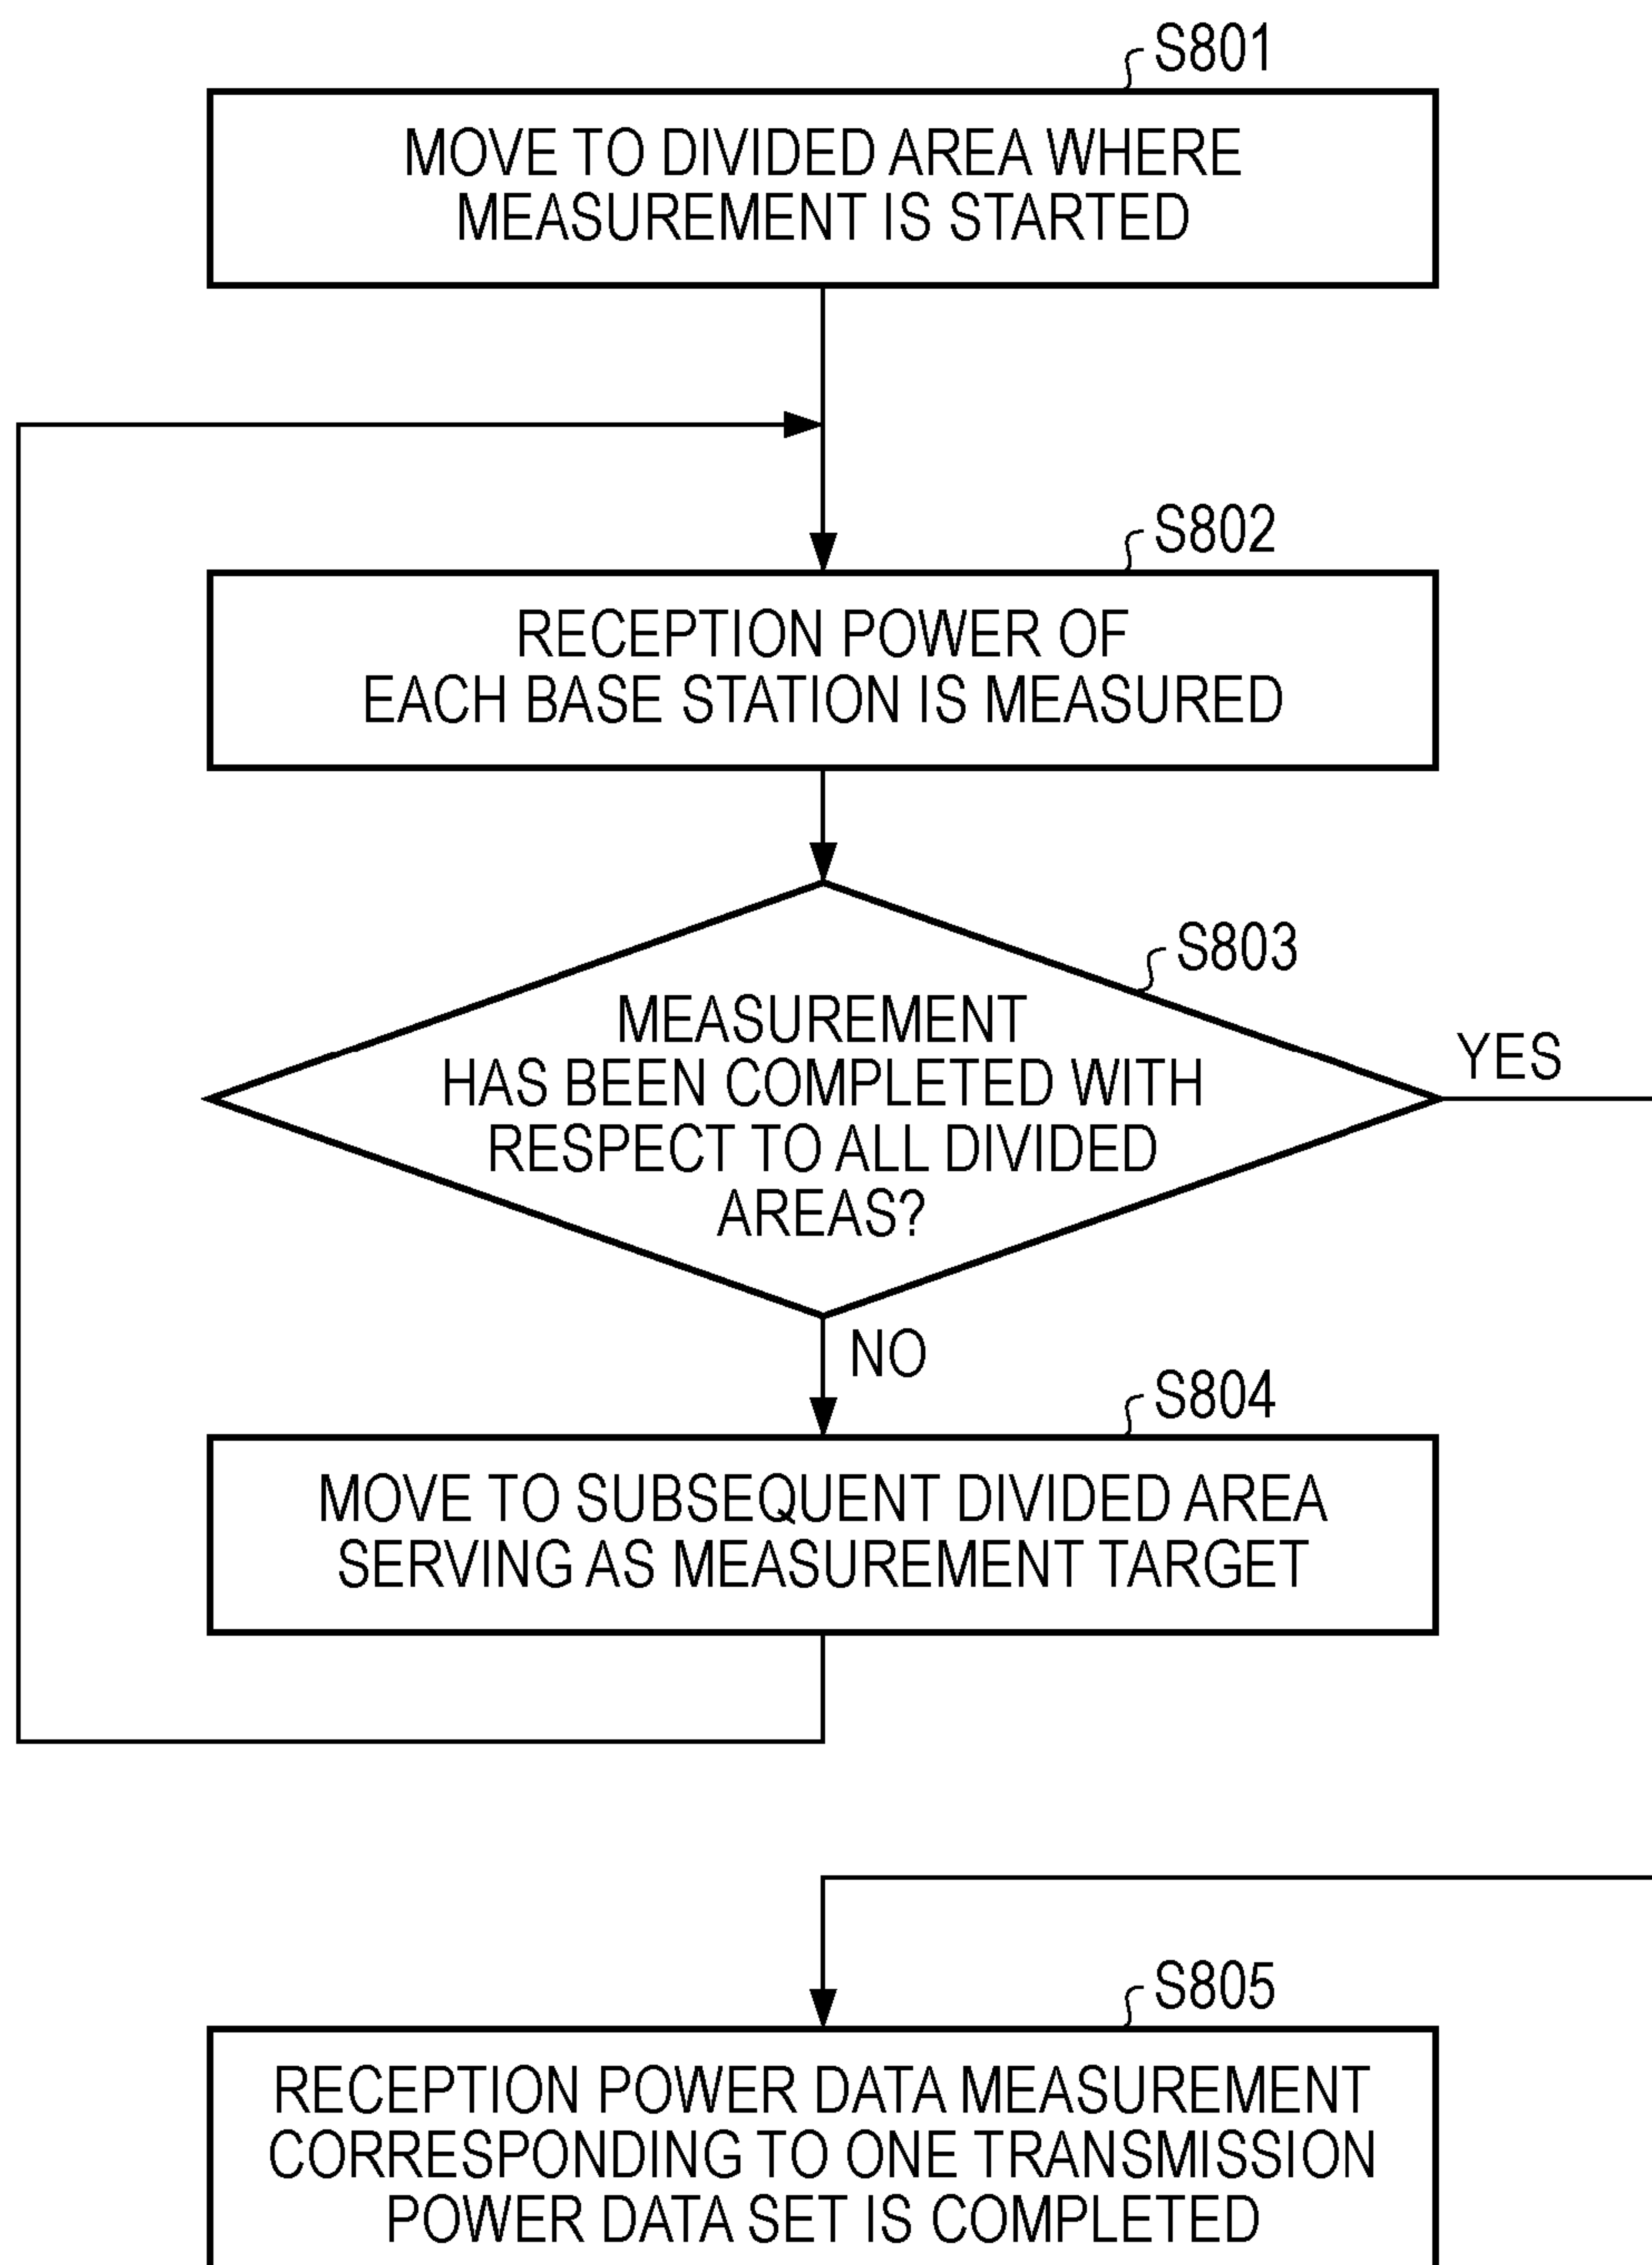 S801
MOVE TO DIVIDED AREA WHERE
MEASUREMENT IS STARTED
S802
RECEPTION POWER OF
EACH BASE STATION IS MEASURED
S803
MEASUREMENT
HAS BEEN COMPLETED WITH
RESPECT TO ALL DIVIDED
AREAS?
YES
NO
S804
MOVE TO SUBSEQUENT DIVIDED AREA
SERVING AS MEASUREMENT TARGET
S805
RECEPTION POWER DATA MEASUREMENT
CORRESPONDING TO ONE TRANSMISSION
POWER DATA SET IS COMPLETED